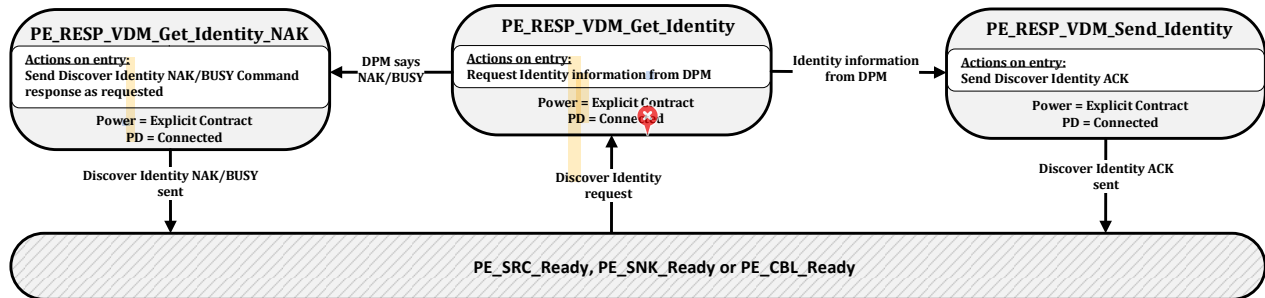 PE_RESP_VDM_Get_Identity_NAK
Actions on entry:
Send Discover Identity NAK/BUSY Command
response as requested
Power = Explicit Contract
PD = Connected
DPM says
NAK/BUSY
PE_RESP_VDM_Get_Identity
Actions on entry:
Request Identity information from DPM
Power = Explicit Contract
PD = Connected
Identity information
from DPM
PE_RESP_VDM_Send_Identity
Actions on entry:
Send Discover Identity ACK
Power = Explicit Contract
PD = Connected
Discover Identity NAK/BUSY
sent
Discover Identity
request
Discover Identity ACK
sent
PE_SRC_Ready, PE_SNK_Ready or PE_CBL_Ready